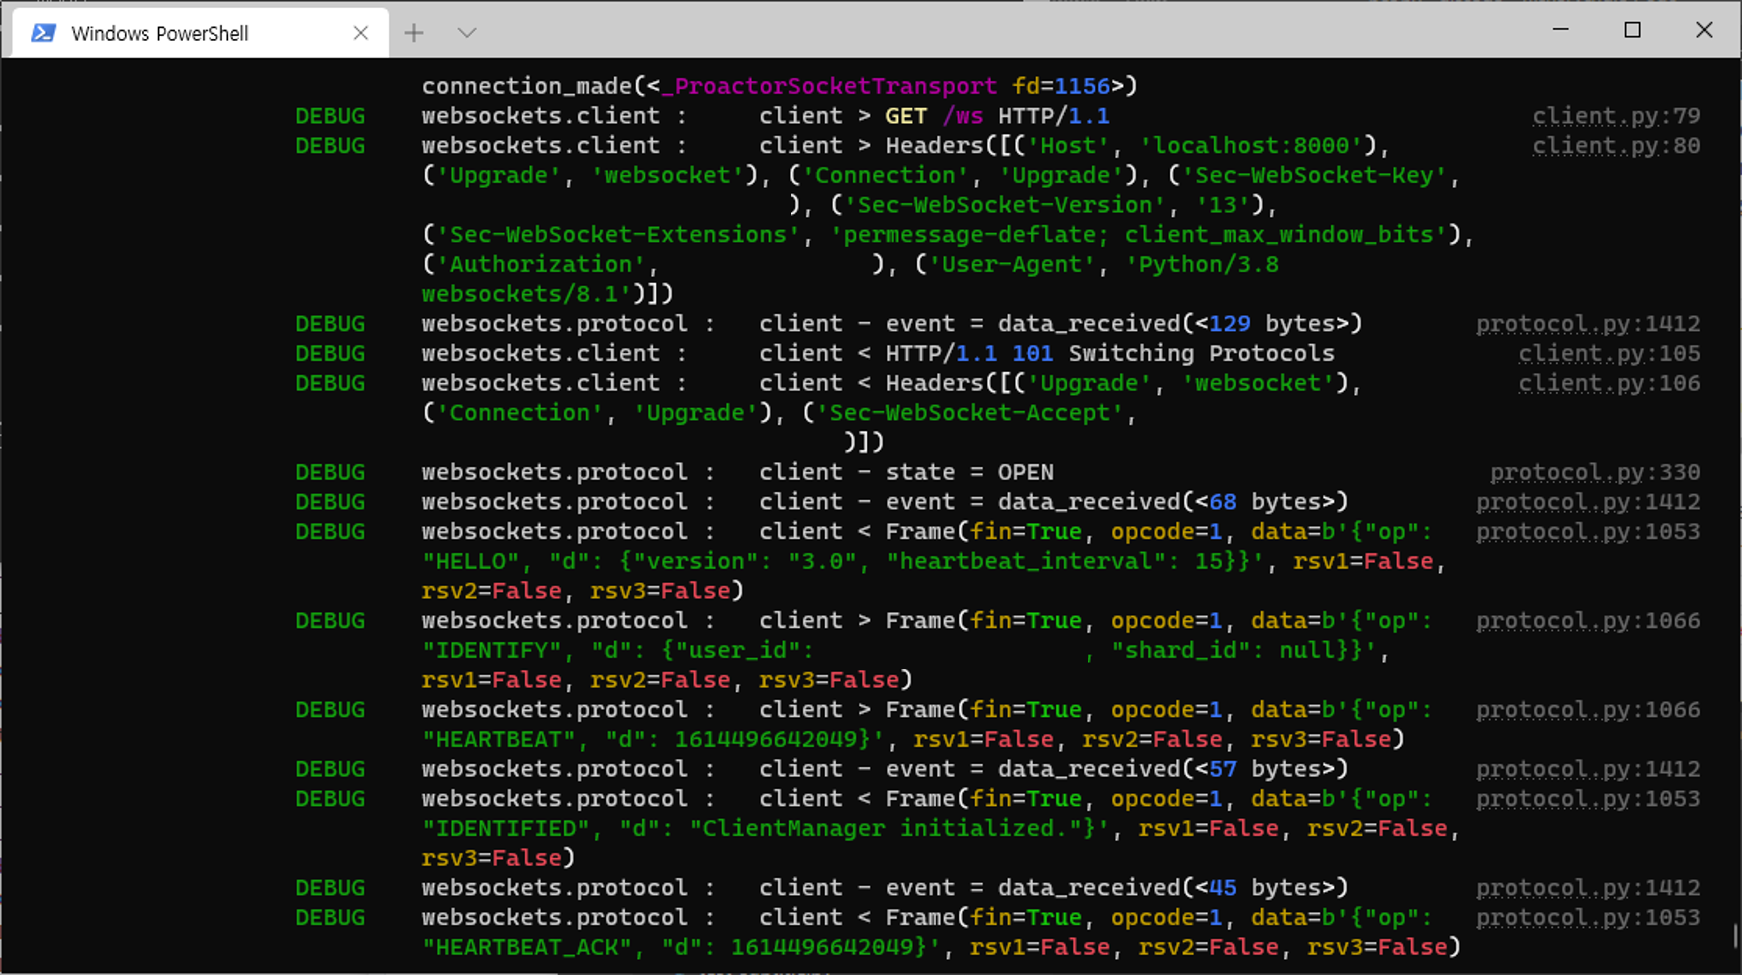 Windows PowerShell
connection_made(<_ProactorSocketTransport fd=1156>)
DEBUG websockets.client : client > GET /ws HTTP/1.1 client.py:79
DEBUG websockets.client : client > Headers([('Host', 'localhost:8000'), client.py:80
('Upgrade', 'websocket'), ('Connection', 'Upgrade'), ('Sec-WebSocket-Key',
), ('Sec-WebSocket-Version', '13'),
('Sec-WebSocket-Extensions', 'permessage-deflate; client_max_window_bits'),
('Authorization', ), ('User-Agent', 'Python/3.8
websockets/8.1')])
DEBUG websockets.protocol : client - event = data_received(<129 bytes>) protocol.py:1412
DEBUG websockets.client : client < HTTP/1.1 101 Switching Protocols client.py:105
DEBUG websockets.client : client < Headers([('Upgrade', 'websocket'), client.py:106
('Connection', 'Upgrade'), ('Sec-WebSocket-Accept',
)])
DEBUG websockets.protocol : client - state = OPEN protocol.py:330
DEBUG websockets.protocol : client - event = data_received(<68 bytes>) protocol.py:1412
DEBUG websockets.protocol : client < Frame(fin=True, opcode=1, data=b'{"op": protocol.py:1053
"HELLO", "d": {"version": "3.0", "heartbeat_interval": 15}}', rsv1=False,
rsv2=False, rsv3=False)
DEBUG websockets.protocol : client > Frame(fin=True, opcode=1, data=b'{"op": protocol.py:1066
"IDENTIFY", "d": {"user_id": , "shard_id": null}}',
rsv1=False, rsv2=False, rsv3=False)
DEBUG websockets.protocol : client > Frame(fin=True, opcode=1, data=b'{"op": protocol.py:1066
"HEARTBEAT", "d": 1614496642049}', rsv1=False, rsv2=False, rsv3=False)
DEBUG websockets.protocol : client - event = data_received(<57 bytes>) protocol.py:1412
DEBUG websockets.protocol : client < Frame(fin=True, opcode=1, data=b'{"op": protocol.py:1053
"IDENTIFIED", "d": "ClientManager initialized."}', rsv1=False, rsv2=False,
rsv3=False)
DEBUG websockets.protocol : client - event = data_received(<45 bytes>) protocol.py:1412
DEBUG websockets.protocol : client < Frame(fin=True, opcode=1, data=b'{"op": protocol.py:1053
"HEARTBEAT_ACK", "d": 1614496642049}', rsv1=False, rsv2=False, rsv3=False)